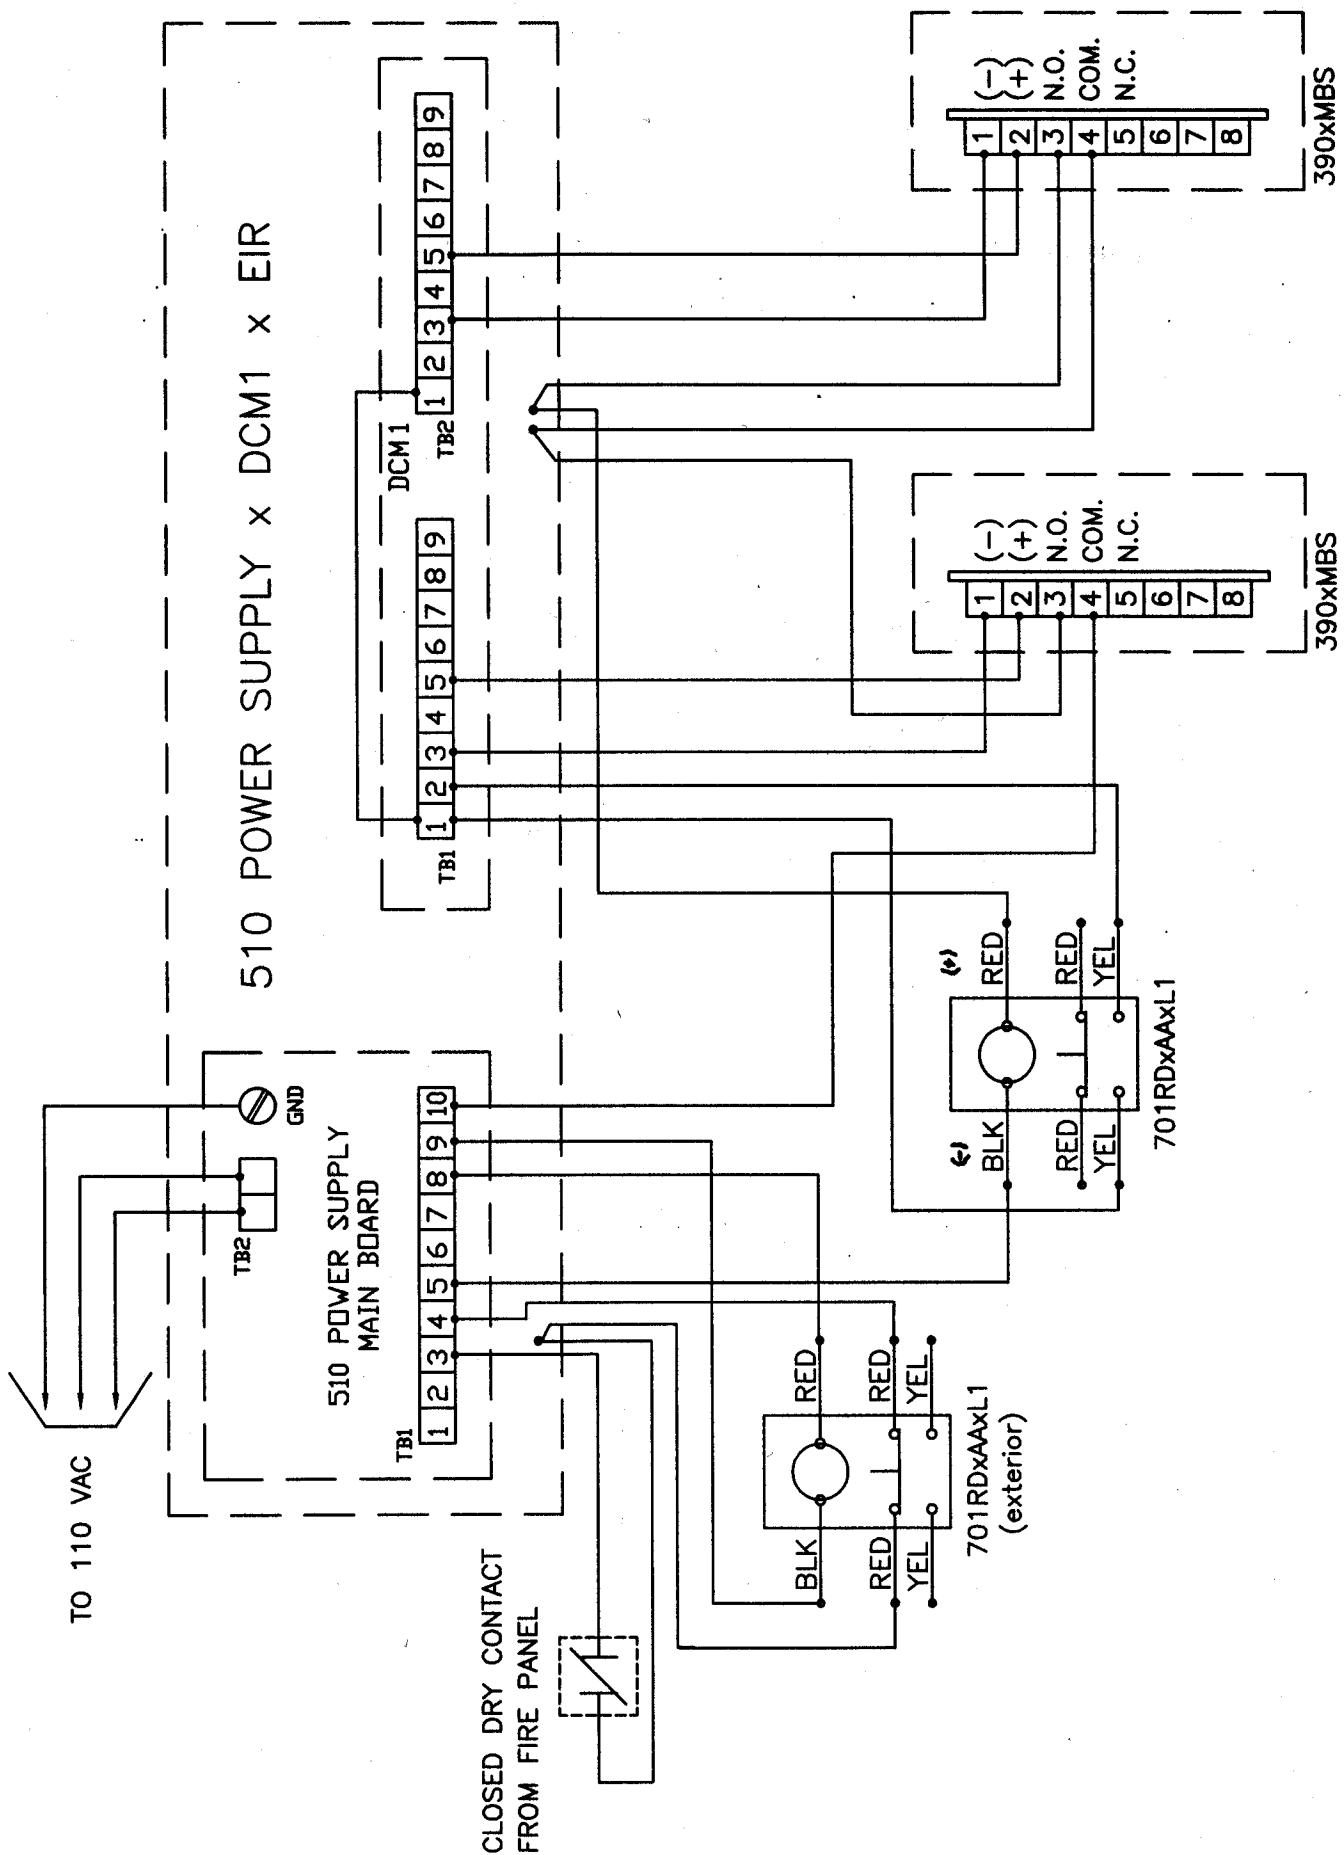 TO 110 VAC
510 POWER SUPPLY x DCM1 x EIR
TB2
GND
510 POWER SUPPLY
MAIN BOARD
TB1
1 2 3 4 5 6 7 8 9 10
DCM1
TB1
1 2 3 4 5 6 7 8 9
TB2
1 2 3 4 5 6 7 8 9
CLOSED DRY CONTACT
FROM FIRE PANEL
BLK
RED
RED
RED
YEL
YEL
701RDxAAxL1
(exterior)
(-)
(+)
BLK
RED
RED
RED
YEL
YEL
701RDxAAxL1
1 (-)
2 (+)
3 N.O.
4 COM.
5 N.C.
6
7
8
390xMBS
1 (-)
2 (+)
3 N.O.
4 COM.
5 N.C.
6
7
8
390xMBS